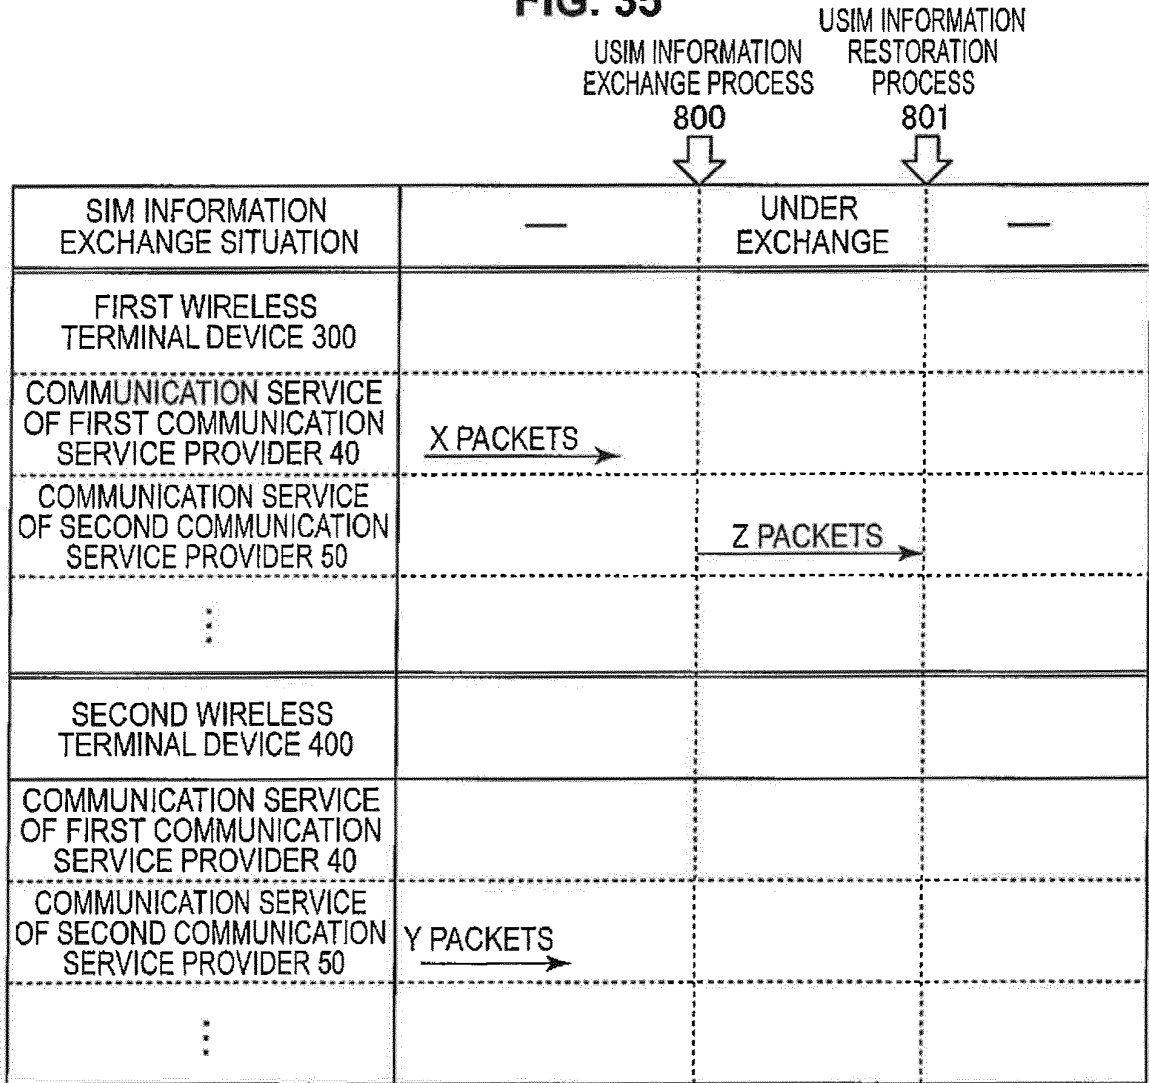 FIG. 35
USIM INFORMATION
EXCHANGE PROCESS
800
USIM INFORMATION
RESTORATION
PROCESS
801
SIM INFORMATION
EXCHANGE SITUATION
—
UNDER
EXCHANGE
—
FIRST WIRELESS
TERMINAL DEVICE 300
COMMUNICATION SERVICE
OF FIRST COMMUNICATION
SERVICE PROVIDER 40
X PACKETS
COMMUNICATION SERVICE
OF SECOND COMMUNICATION
SERVICE PROVIDER 50
Z PACKETS
⋮
SECOND WIRELESS
TERMINAL DEVICE 400
COMMUNICATION SERVICE
OF FIRST COMMUNICATION
SERVICE PROVIDER 40
COMMUNICATION SERVICE
OF SECOND COMMUNICATION
SERVICE PROVIDER 50
Y PACKETS
⋮